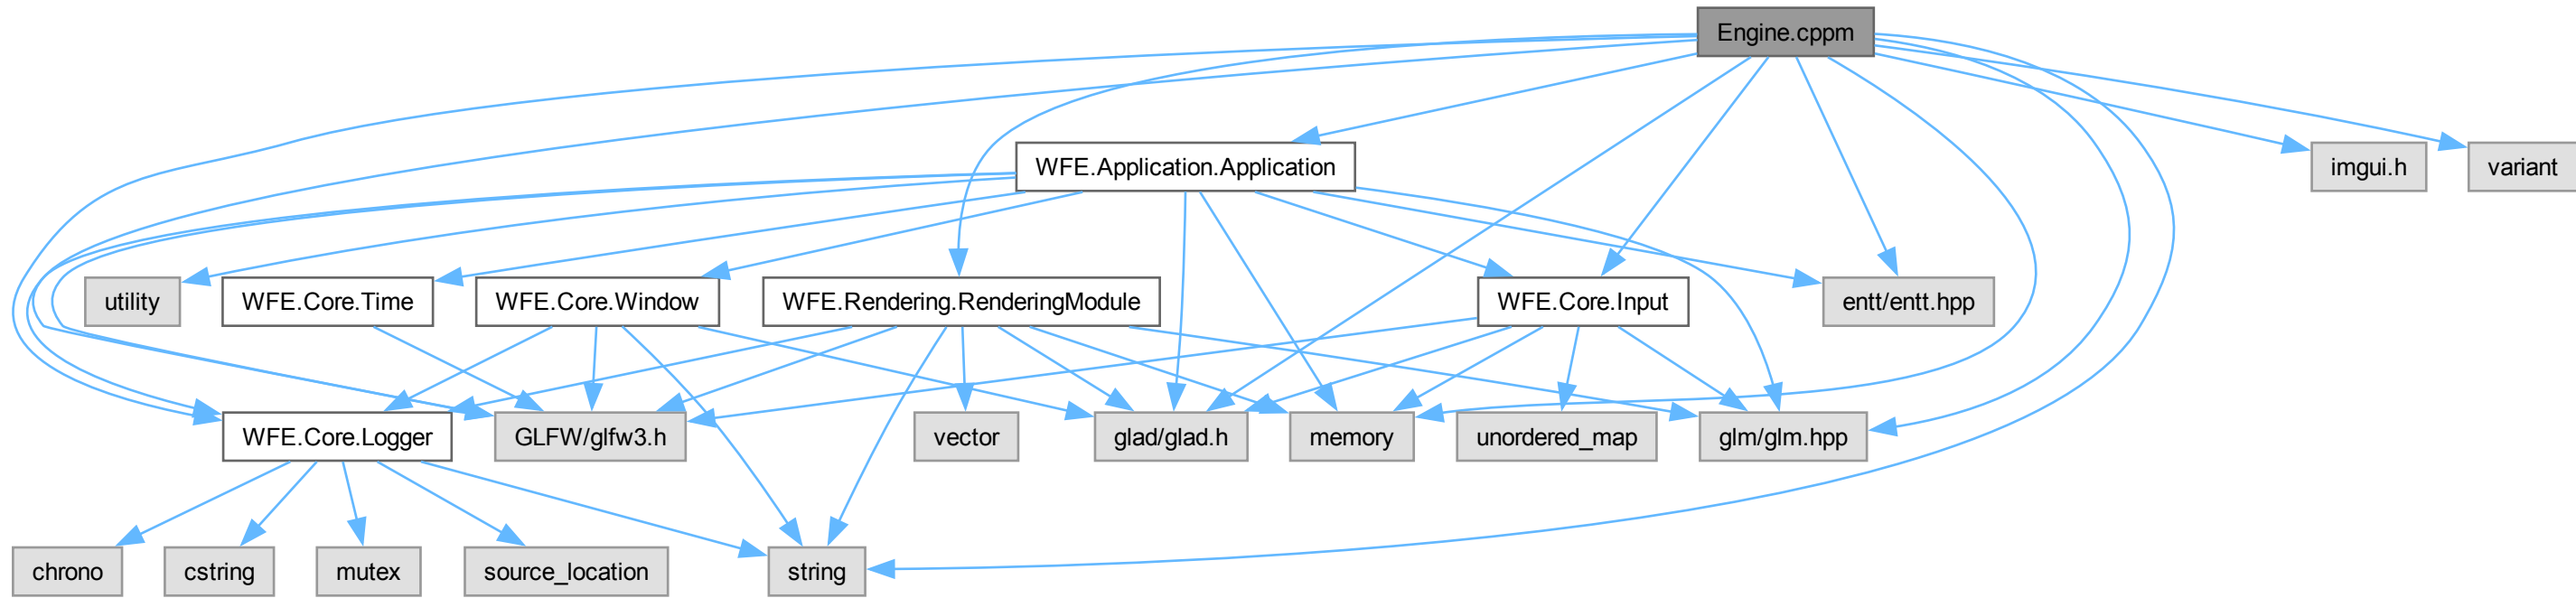 Engine.cppm
WFE.Application.Application
imgui.h
variant
utility
WFE.Core.Time
WFE.Core.Window
WFE.Rendering.RenderingModule
WFE.Core.Input
entt/entt.hpp
WFE.Core.Logger
GLFW/glfw3.h
vector
glad/glad.h
memory
unordered_map
glm/glm.hpp
chrono
cstring
mutex
source_location
string